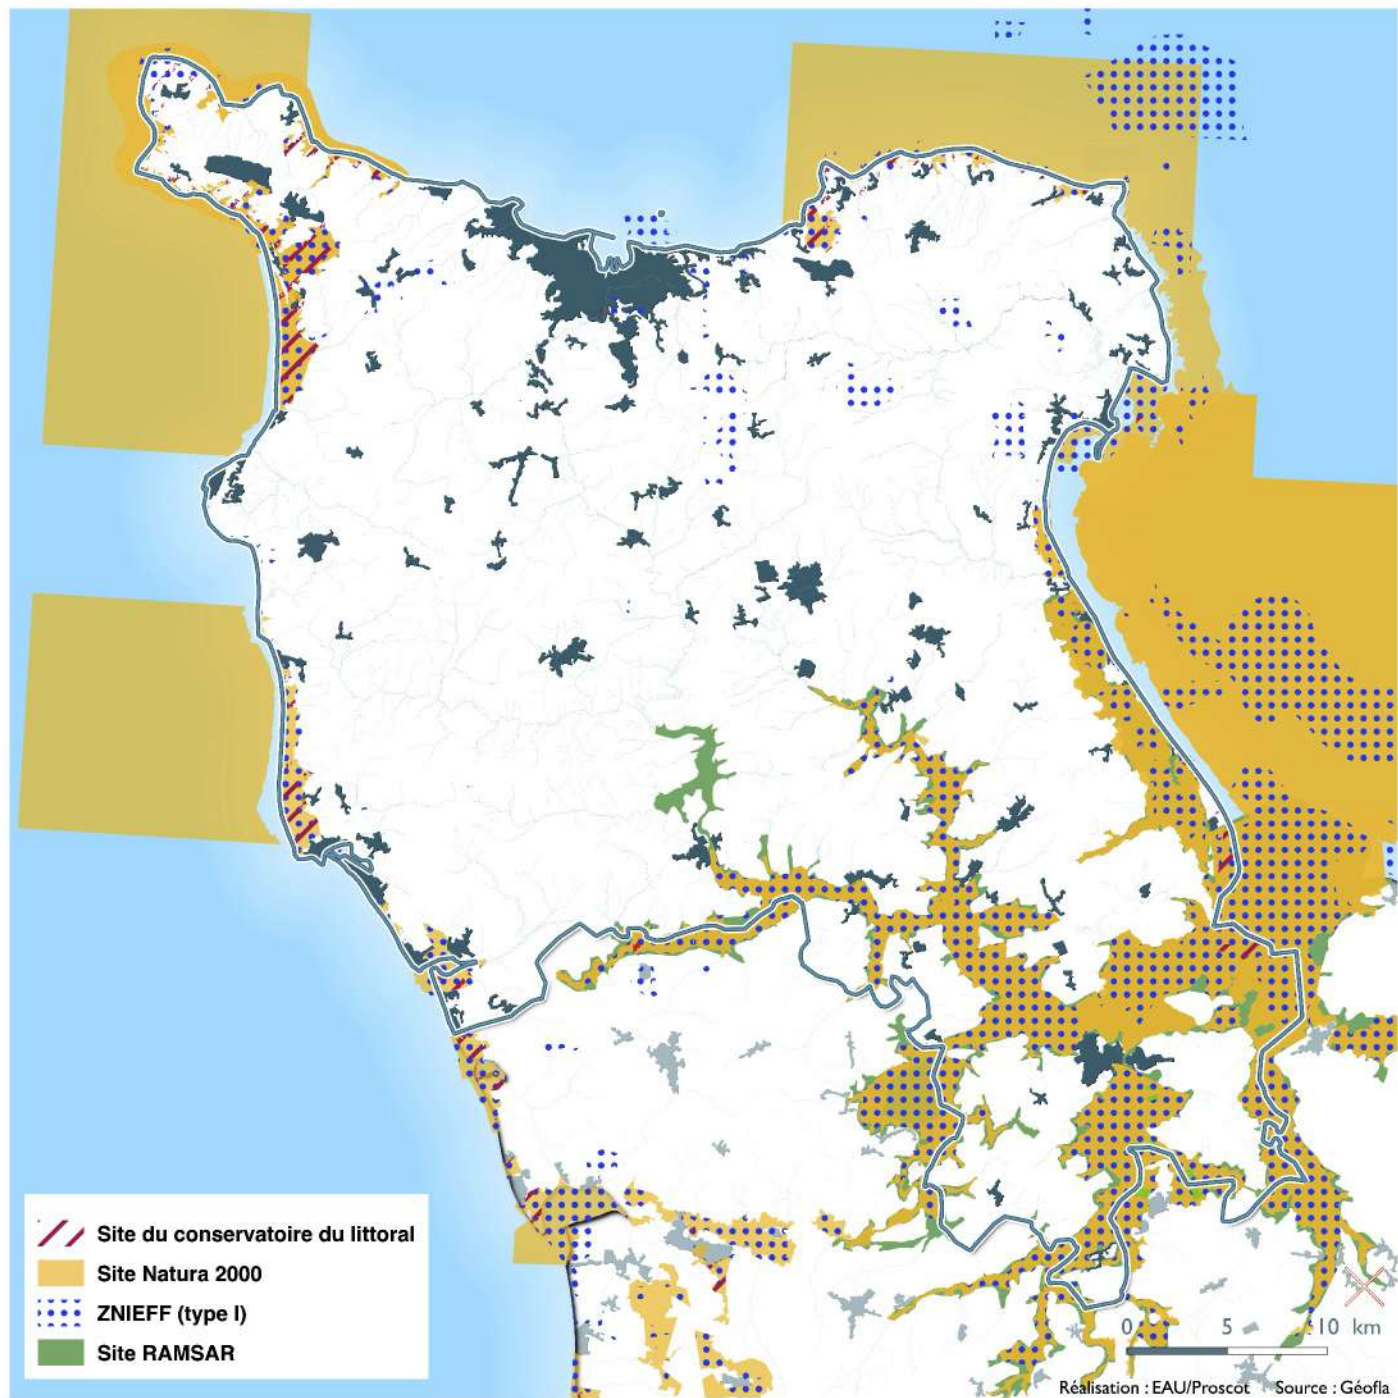 Site du conservatoire du littoral
Site Natura 2000
ZNIEFF (type I)
Site RAMSAR
0 5 10 km
Réalisation : EAU/Proscot Source : Géofla